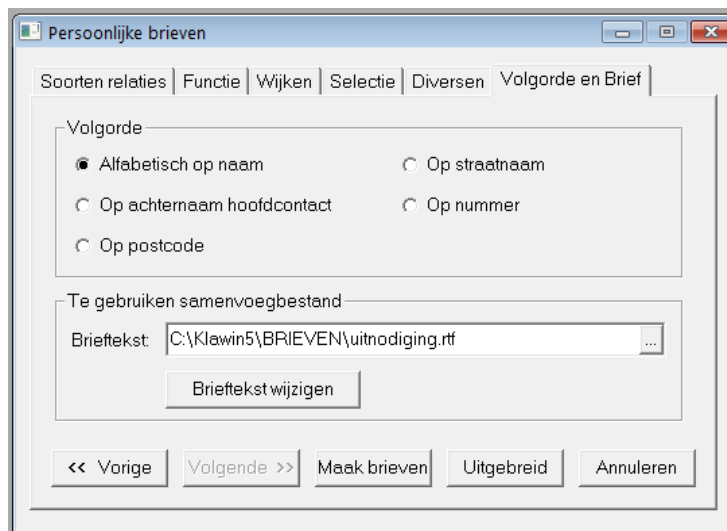 Persoonlijke brieven
Soorten relaties Functie Wijken Selectie Diversen Volgorde en Brief
Volgorde
Alfabetisch op naam Op straatnaam
Op achternaam hoofdcontact Op nummer
Op postcode
Te gebruiken samenvoegbestand
Brieftekst: C:\Klawin5\BRIEVEN\uitnodiging.rtf ...
Brieftekst wijzigen
<< Vorige Volgende >> Maak brieven Uitgebreid Annuleren